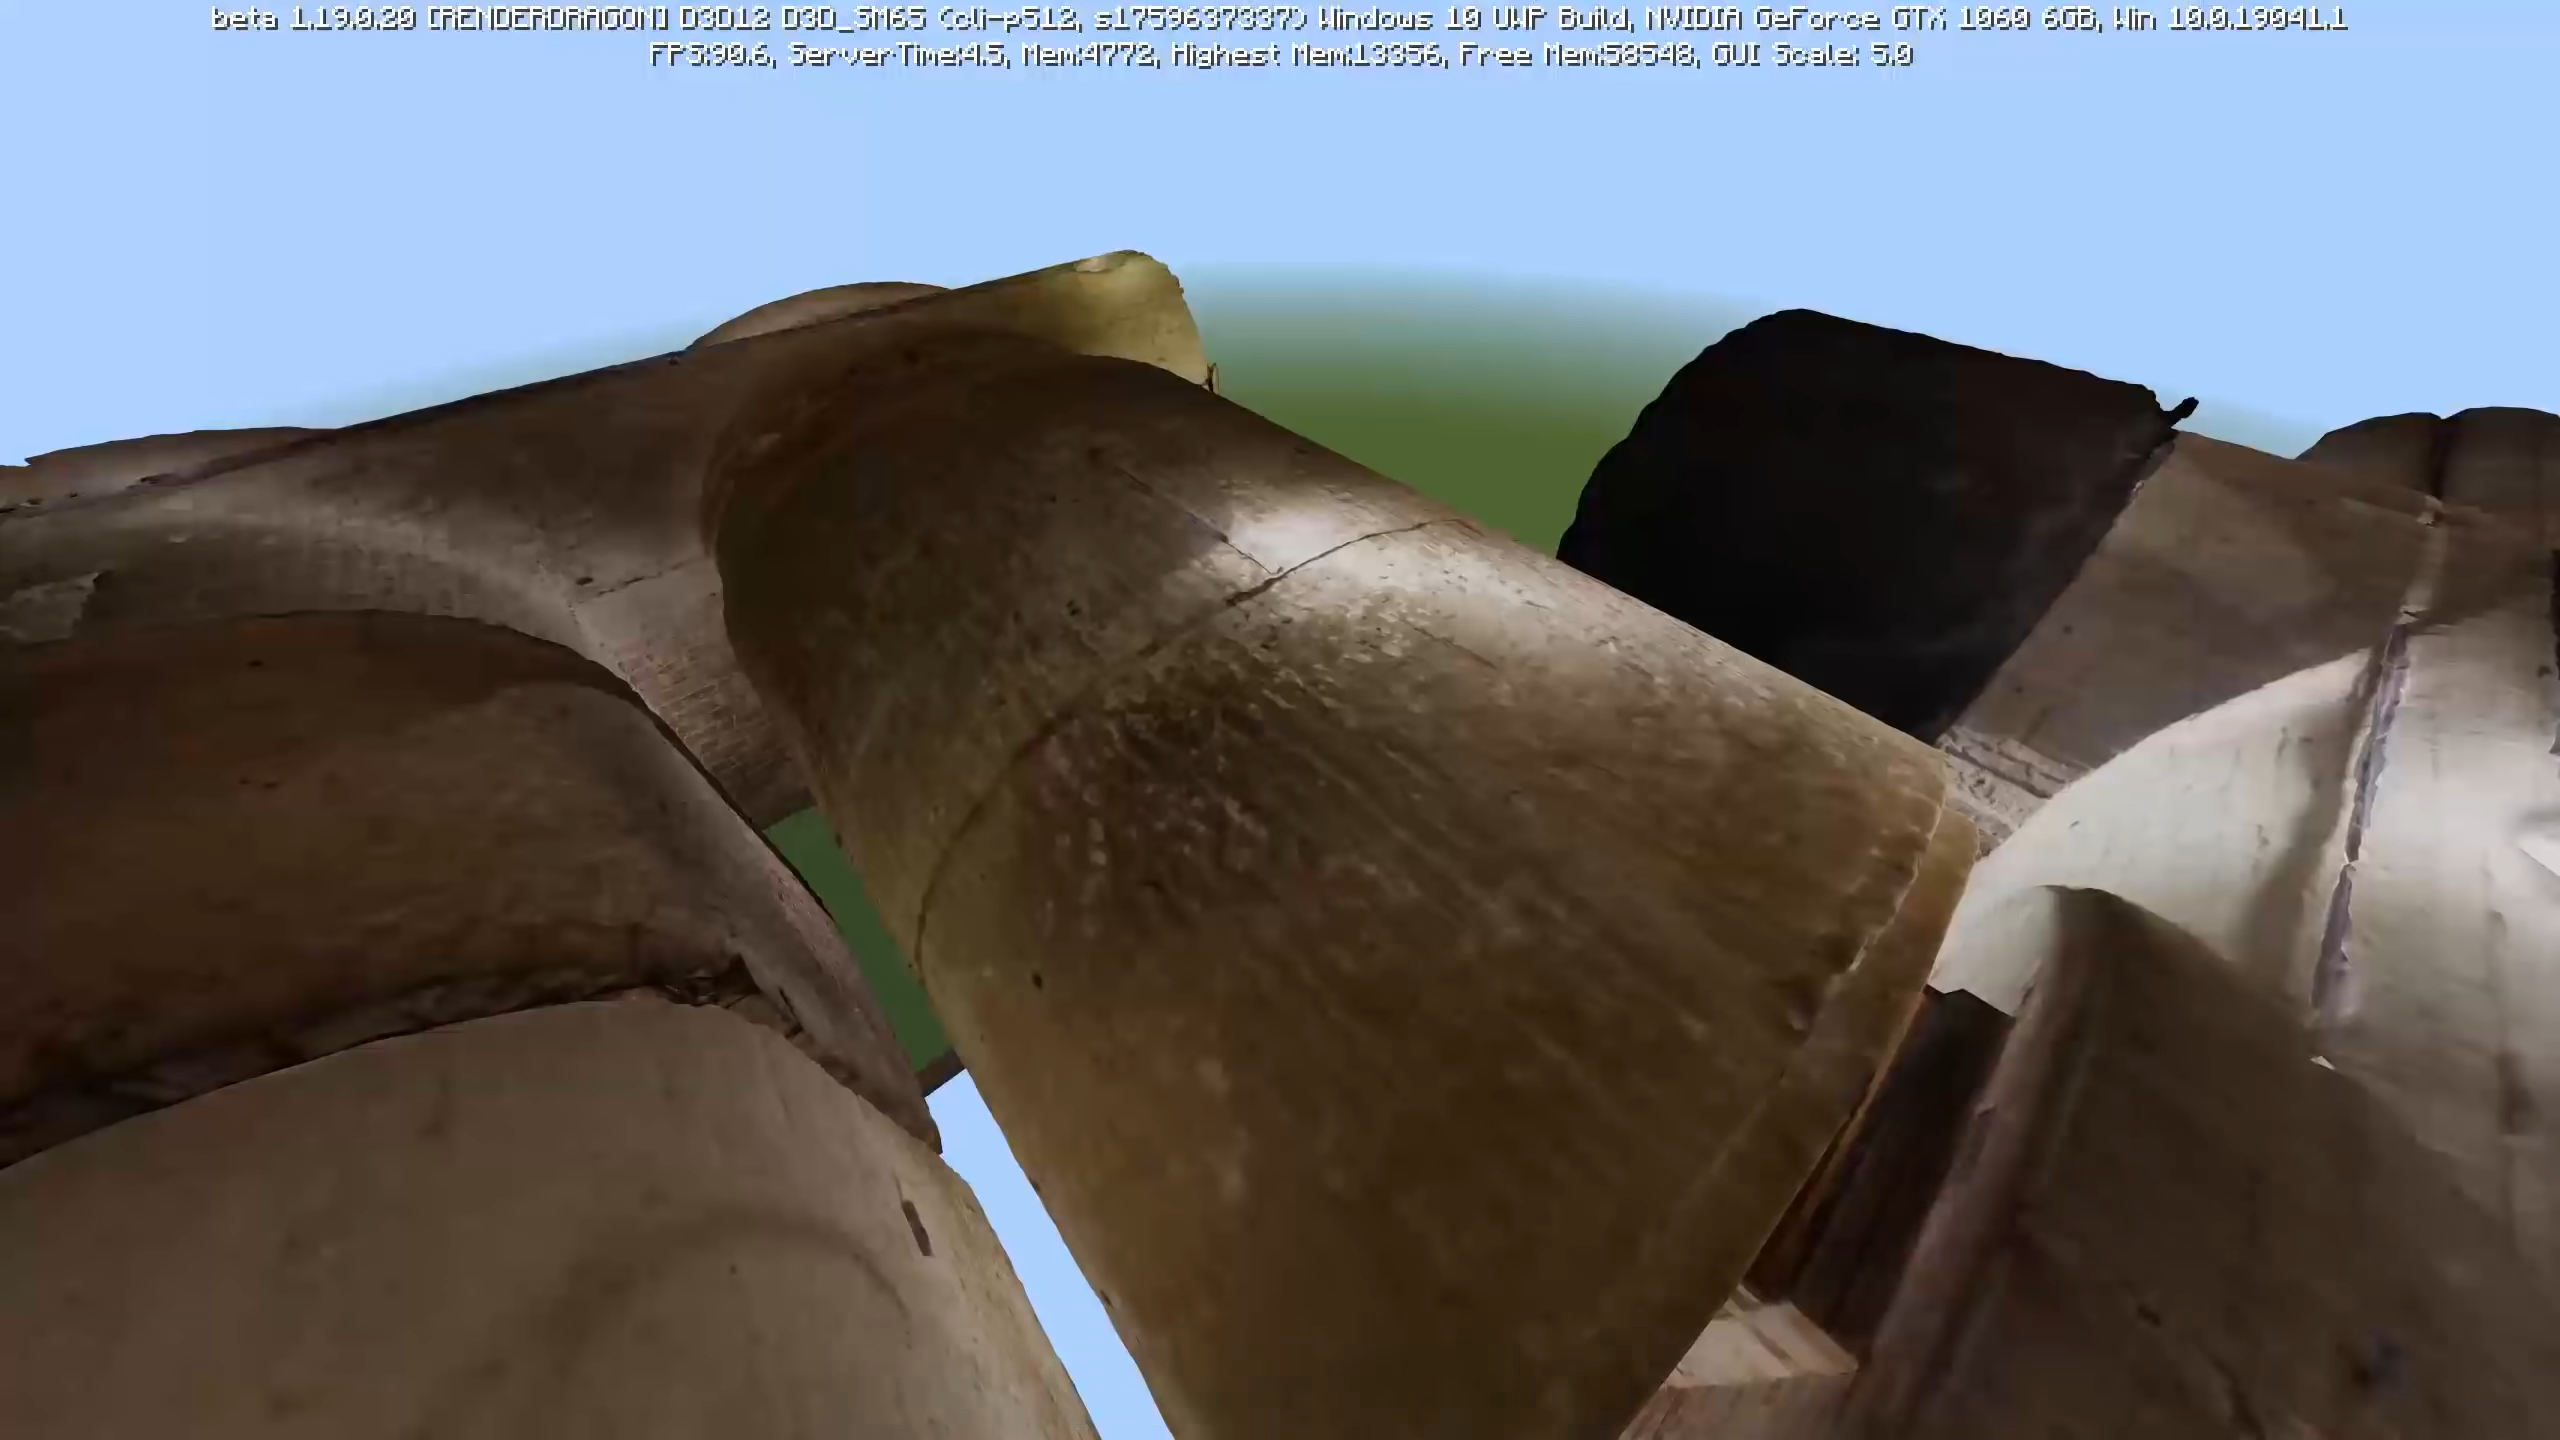 beta 1.19.0.20 [RENDERDRAGON] D3D12 D3D_SM65 (cli-p512, s1759637337) Windows 10 UWP Build, NVIDIA GeForce GTX 1060 6GB, Win 10.0.19041.1
FPS:90.6, ServerTime:4.5, Mem:4772, Highest Mem:13356, Free Mem:58548, GUI Scale: 5.0